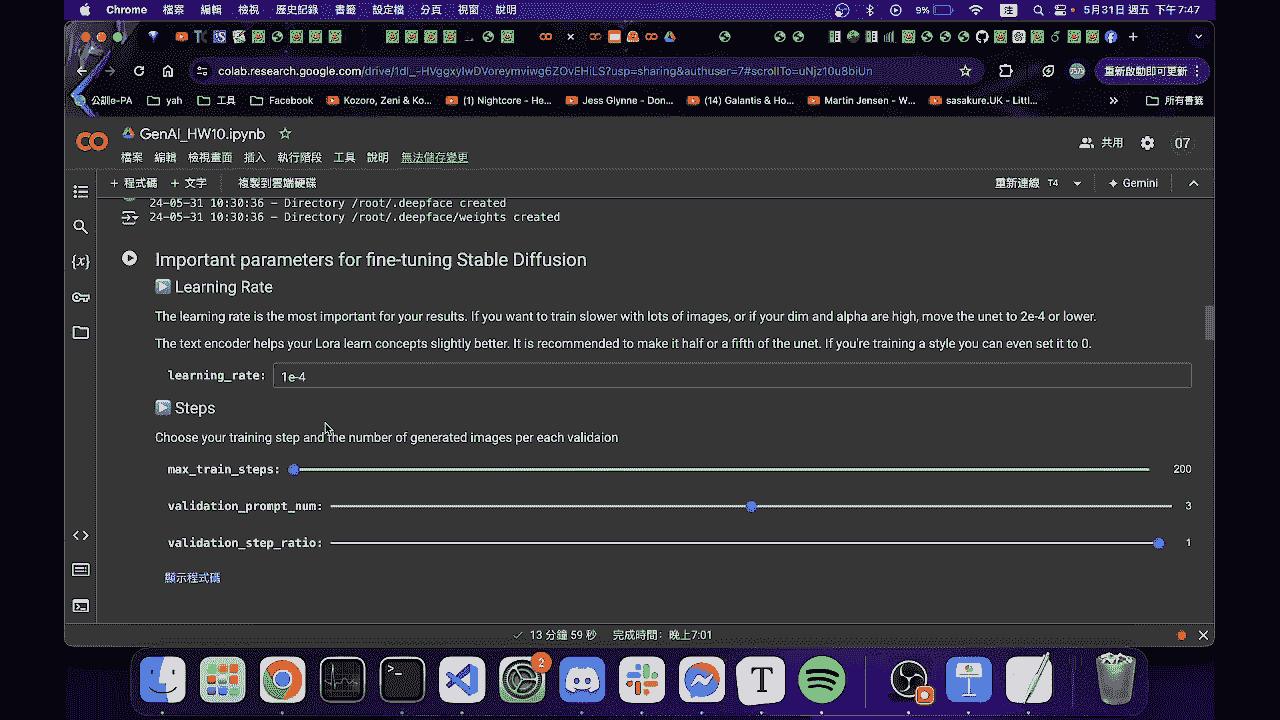 Chrome 檔案 編輯 檢視 歷史記錄 書籤 設定檔 分頁 視窗 說明 9% 注 5月31日 週五 下午7:47
colab.research.google.com/drive/1dI_-HVggxyIwDVoreymviwg6ZOvEHiLS?usp=sharing&authuser=7#scrollTo=uNjz10u8biUn 重新啟動即可更新
公訓e-PA yah 工具 Facebook Kozoro, Zeni & Ko... (1) Nightcore - He... Jess Glynne - Don... (14) Galantis & Ho... Martin Jensen - W... sasakure.UK - Littl... » 所有書籤
GenAI_HW10.ipynb
檔案 編輯 檢視畫面 插入 執行階段 工具 說明 無法儲存變更 共用 07
+ 程式碼 + 文字 複製到雲端硬碟 重新連線 T4 Gemini
24-05-31 10:30:36 - Directory /root/.deepface created
24-05-31 10:30:36 - Directory /root/.deepface/weights created
Important parameters for fine-tuning Stable Diffusion
Learning Rate
The learning rate is the most important for your results. If you want to train slower with lots of images, or if your dim and alpha are high, move the unet to 2e-4 or lower.
The text encoder helps your Lora learn concepts slightly better. It is recommended to make it half or a fifth of the unet. If you're training a style you can even set it to 0.
learning_rate: 1e-4
Steps
Choose your training step and the number of generated images per each validaion
max_train_steps: 200
validation_prompt_num: 3
validation_step_ratio: 1
顯示程式碼
13 分鐘 59 秒 完成時間：晚上7:01
2
T